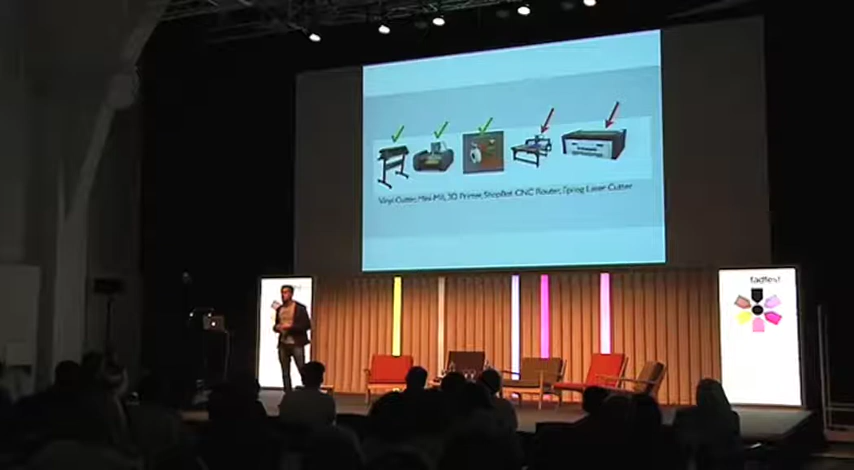 Vinyl Cutter, Mini-Mill, 3D Printer, ShopBot CNC Router, Epilog Laser Cutter
fadfest